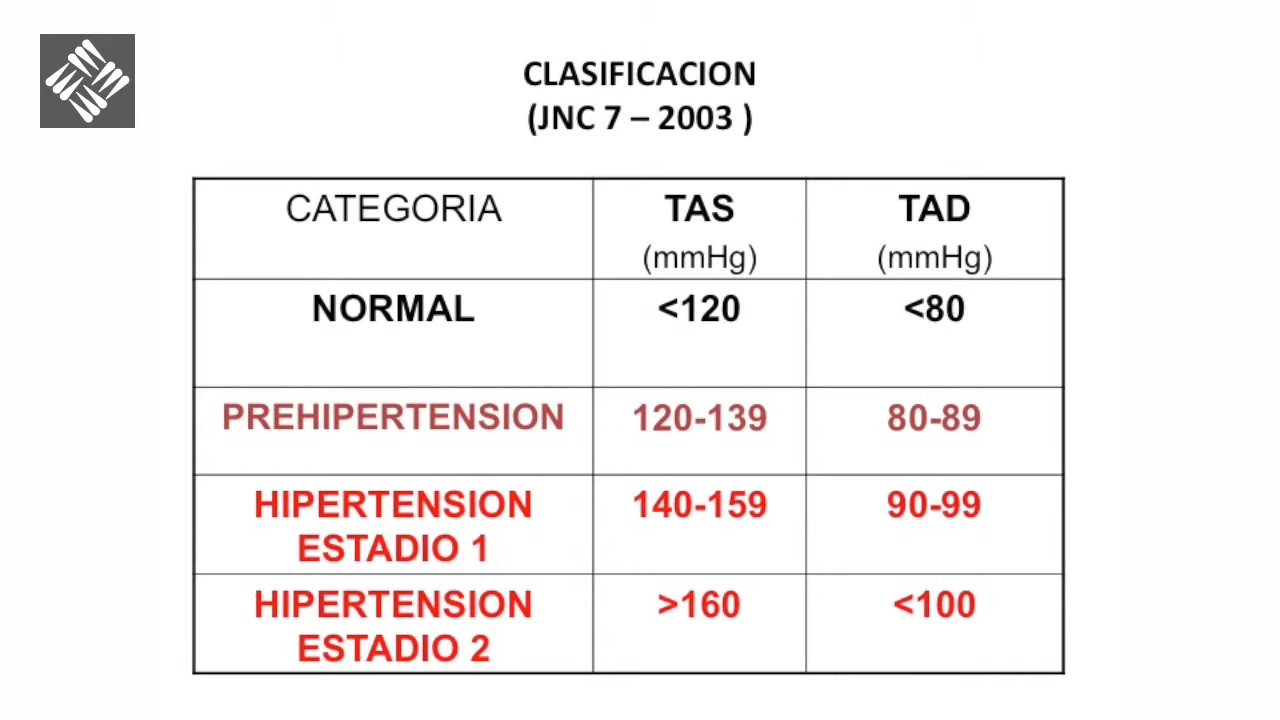 CLASIFICACION
(JNC 7 – 2003 )
CATEGORIA TAS TAD
(mmHg) (mmHg)
NORMAL <120 <80
PREHIPERTENSION 120-139 80-89
HIPERTENSION 140-159 90-99
ESTADIO 1
HIPERTENSION >160 <100
ESTADIO 2